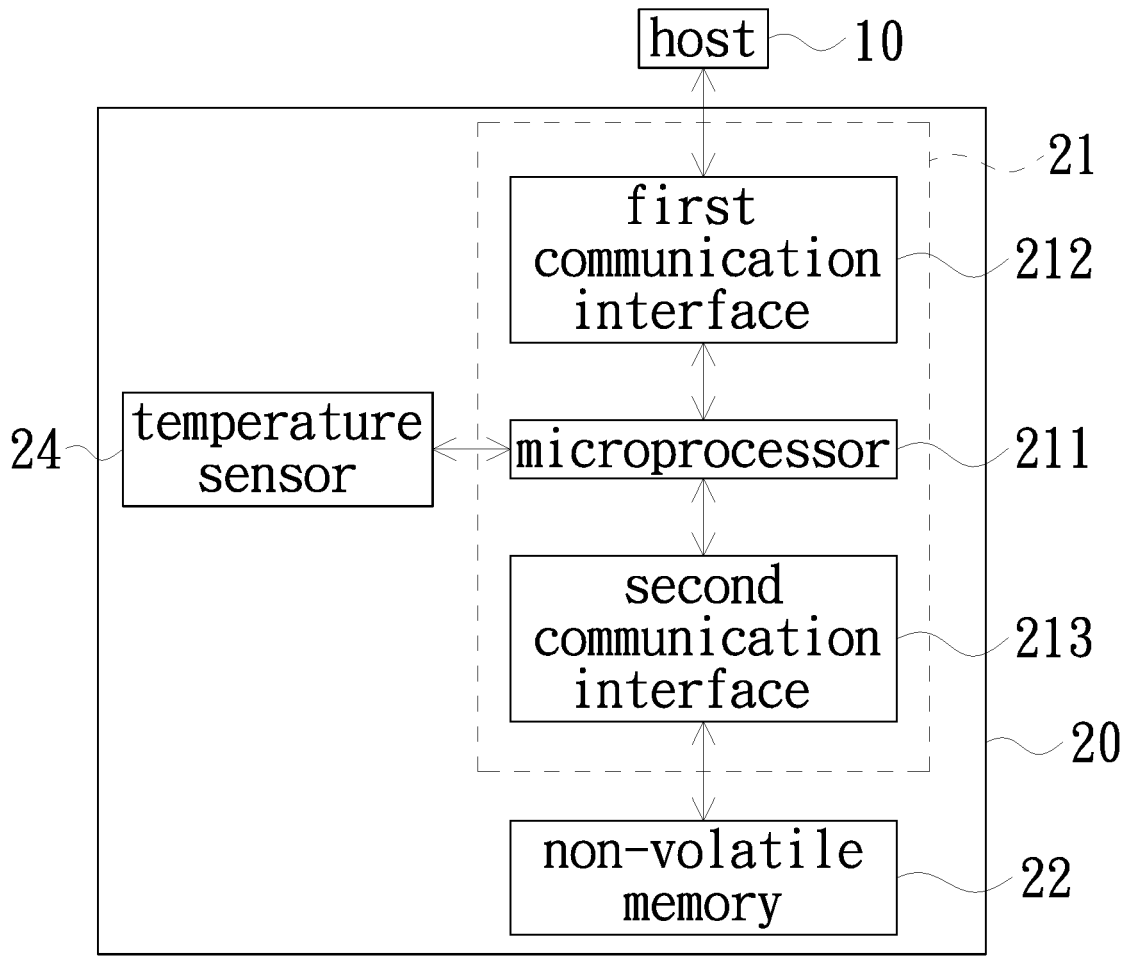 host
10
21
first
communication
interface
212
temperature
sensor
24
microprocessor
211
second
communication
interface
213
20
non-volatile
memory
22